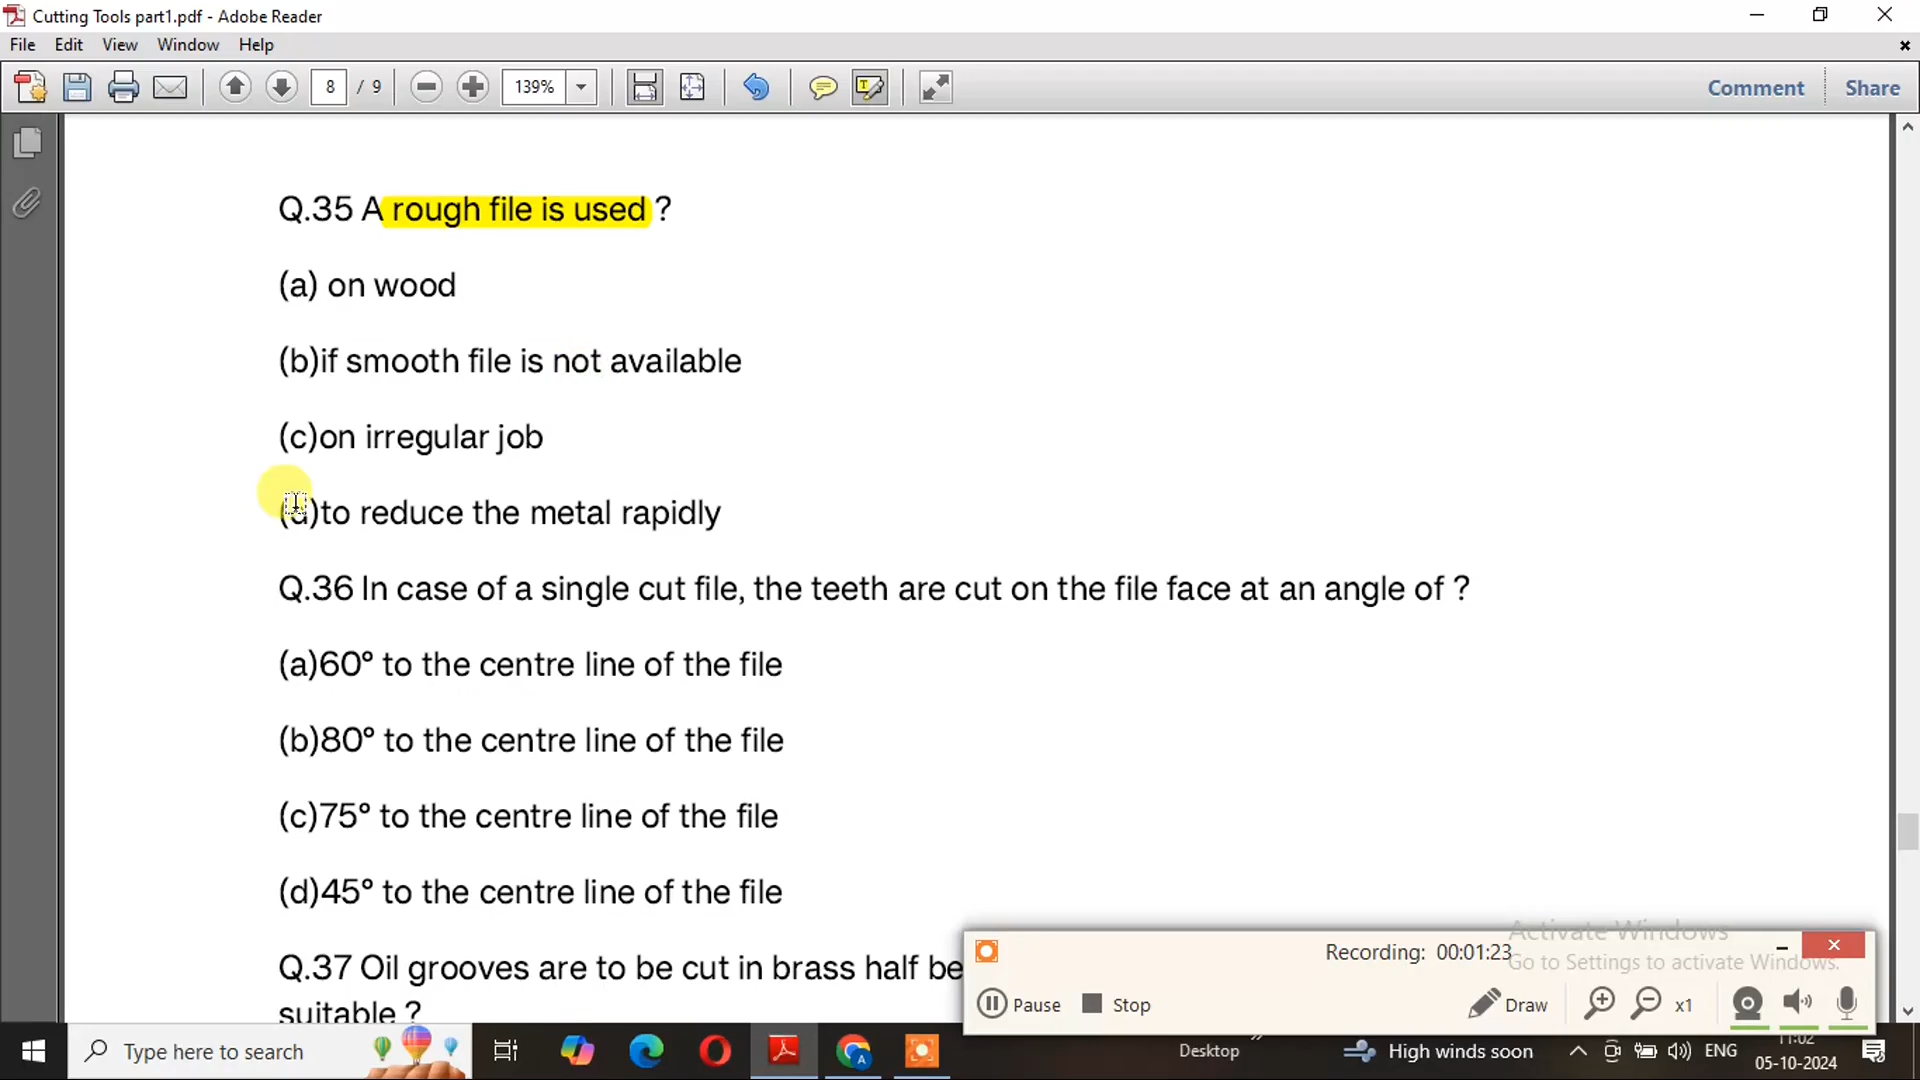 Cutting Tools part1.pdf - Adobe Reader
File Edit View Window Help
8 / 9 139% Comment Share
Q.35 A rough file is used ?
(a) on wood
(b)if smooth file is not available
(c)on irregular job
(d)to reduce the metal rapidly
Q.36 In case of a single cut file, the teeth are cut on the file face at an angle of ?
(a)60° to the centre line of the file
(b)80° to the centre line of the file
(c)75° to the centre line of the file
(d)45° to the centre line of the file
Q.37 Oil grooves are to be cut in brass half be
suitable ?
Activate Windows
Go to Settings to activate Windows.
Recording: 00:01:23
Pause Stop Draw x1
Type here to search
Desktop
High winds soon
ENG
11:02
05-10-2024